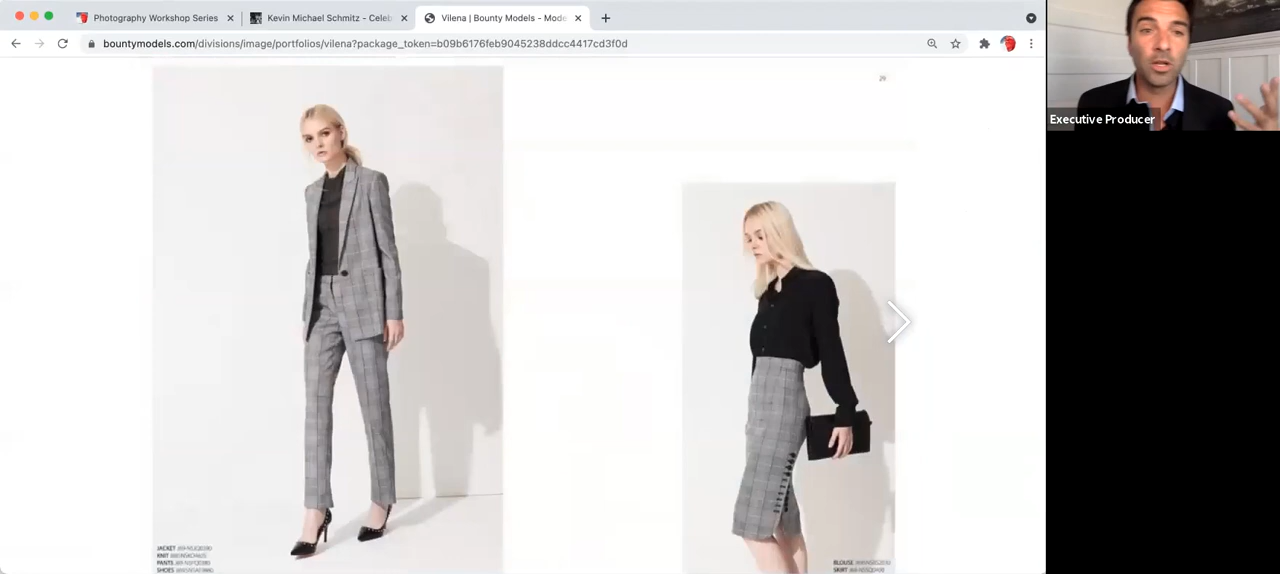 Photography Workshop Series
Kevin Michael Schmitz - Celeb
Vilena | Bounty Models - Mode
bountymodels.com/divisions/image/portfolios/vilena?package_token=b09b6176feb9045238ddcc4417cd3f0d
Executive Producer
JACKET
KNIT
PANTS
SHOES
BLOUSE
SKIRT